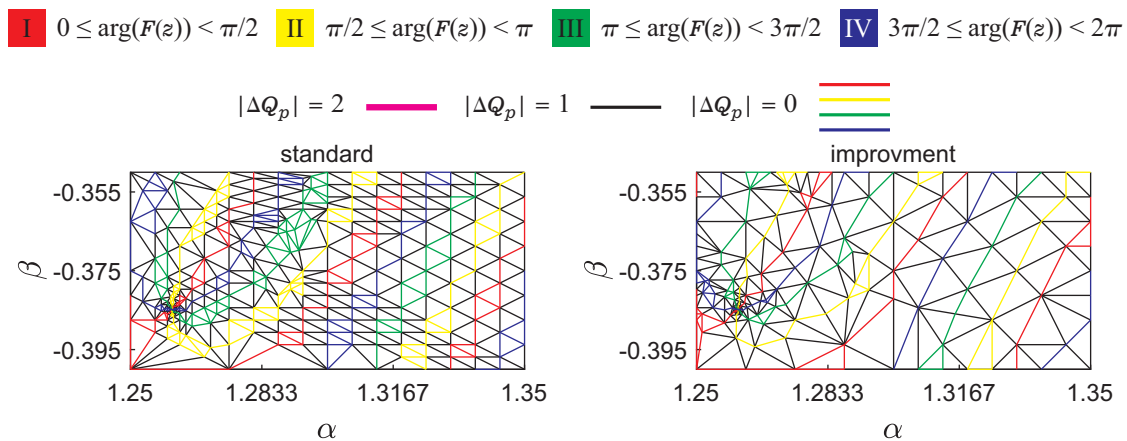 I 0 ≤ arg(F(z)) < π/2 II π/2 ≤ arg(F(z)) < π III π ≤ arg(F(z)) < 3π/2 IV 3π/2 ≤ arg(F(z)) < 2π
|ΔQₚ| = 2 |ΔQₚ| = 1 |ΔQₚ| = 0
standard improvment
-0.355 -0.355
β -0.375 β -0.375
-0.395 -0.395
1.25 1.2833 1.3167 1.35 1.25 1.2833 1.3167 1.35
α α